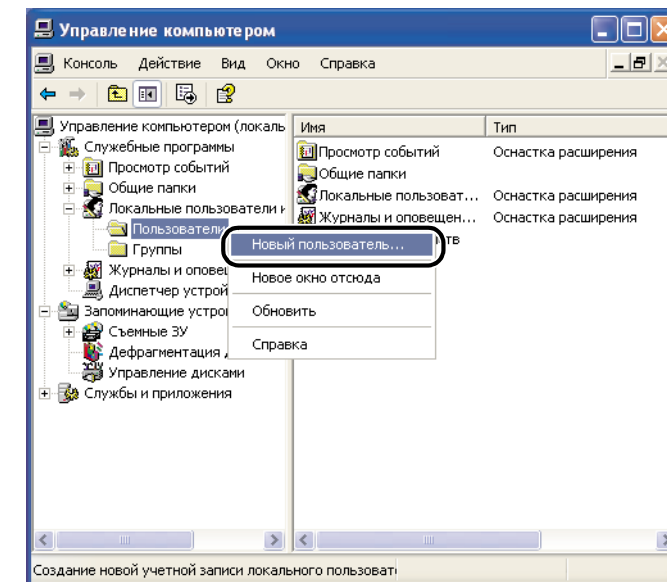 Управление компьютером
Консоль Действие Вид Окно Справка
Управление компьютером (локаль
Служебные программы
Просмотр событий
Общие папки
Локальные пользователи и
Пользователи
Группы
Журналы и оповещ
Диспетчер устрой
Запоминающие устрой
Съемные ЗУ
Дефрагментация
Управление дисками
Службы и приложения
Имя Тип
Просмотр событий Оснастка расширения
Общие папки
Локальные пользоват... Оснастка расширения
Журналы и оповещен... Оснастка расширения
тв
Новый пользователь...
Новое окно отсюда
Обновить
Справка
Создание новой учетной записи локального пользоват